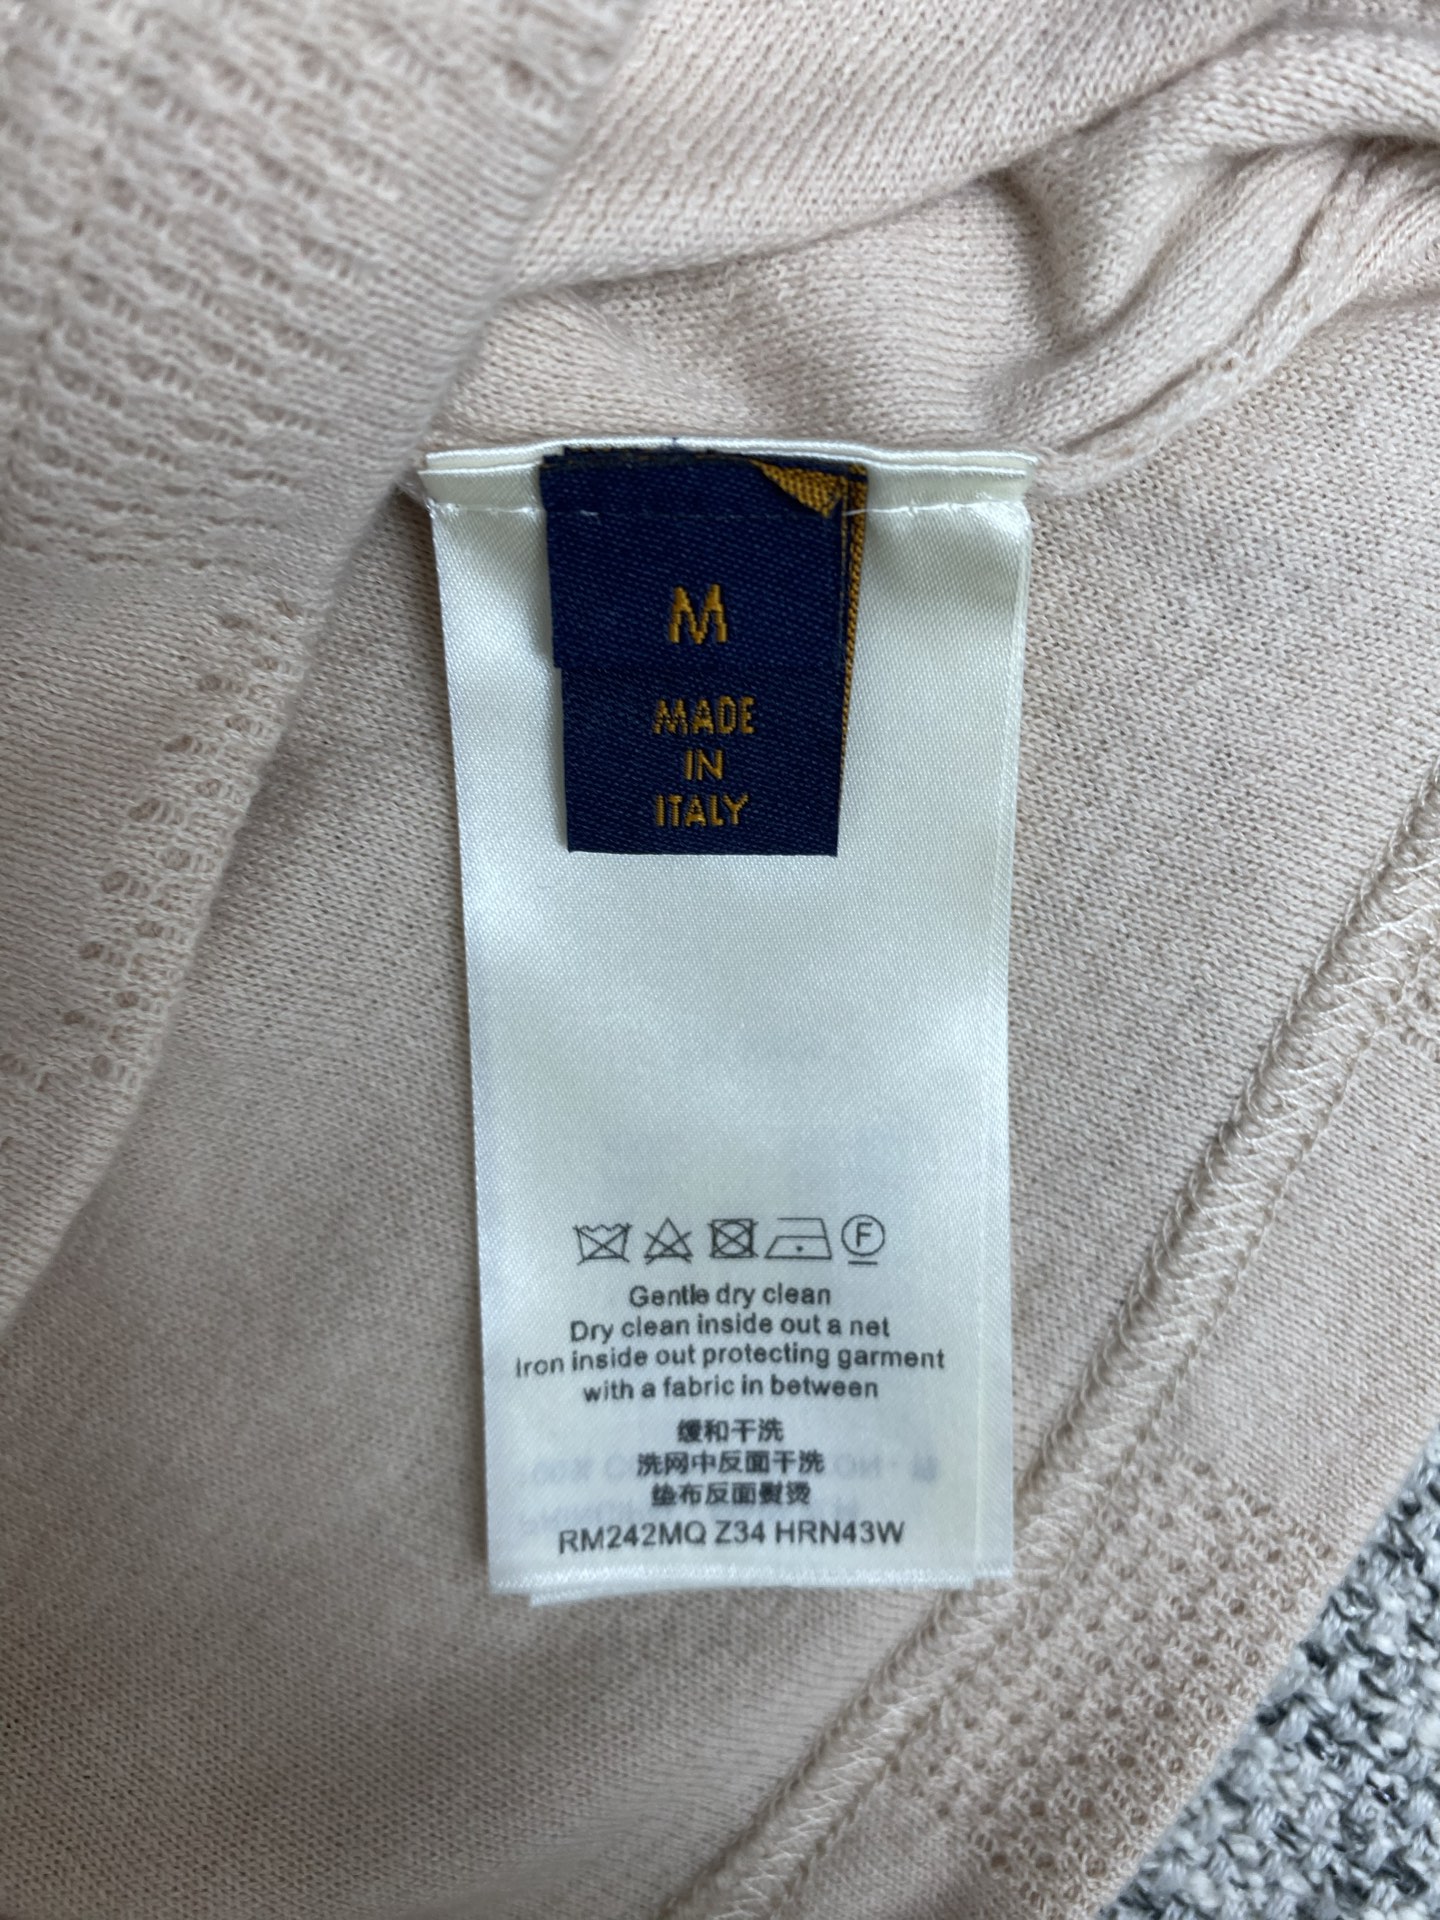 M
MADE
IN
ITALY
F
Gentle dry clean
Dry clean inside out a net
Iron inside out protecting garment
with a fabric in between
缓和干洗
洗网中反面干洗
垫布反面熨烫
RM242MQ Z34 HRN43W